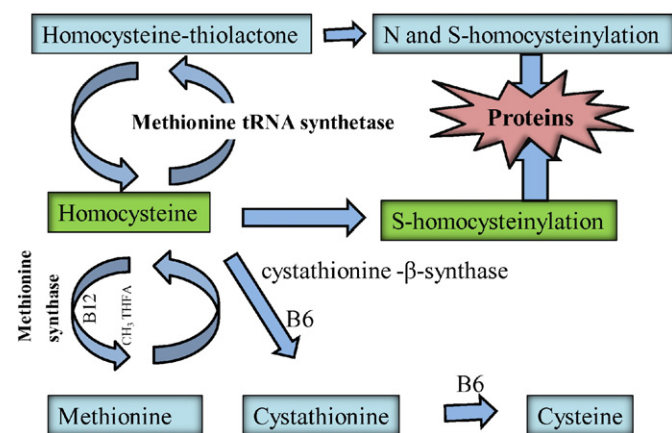 Homocysteine-thiolactone
N and S-homocysteinylation
Methionine tRNA synthetase
Proteins
Homocysteine
S-homocysteinylation
Methionine
synthase
B12
CH₃ THFA
cystathionine -β-synthase
B6
B6
Methionine
Cystathionine
Cysteine